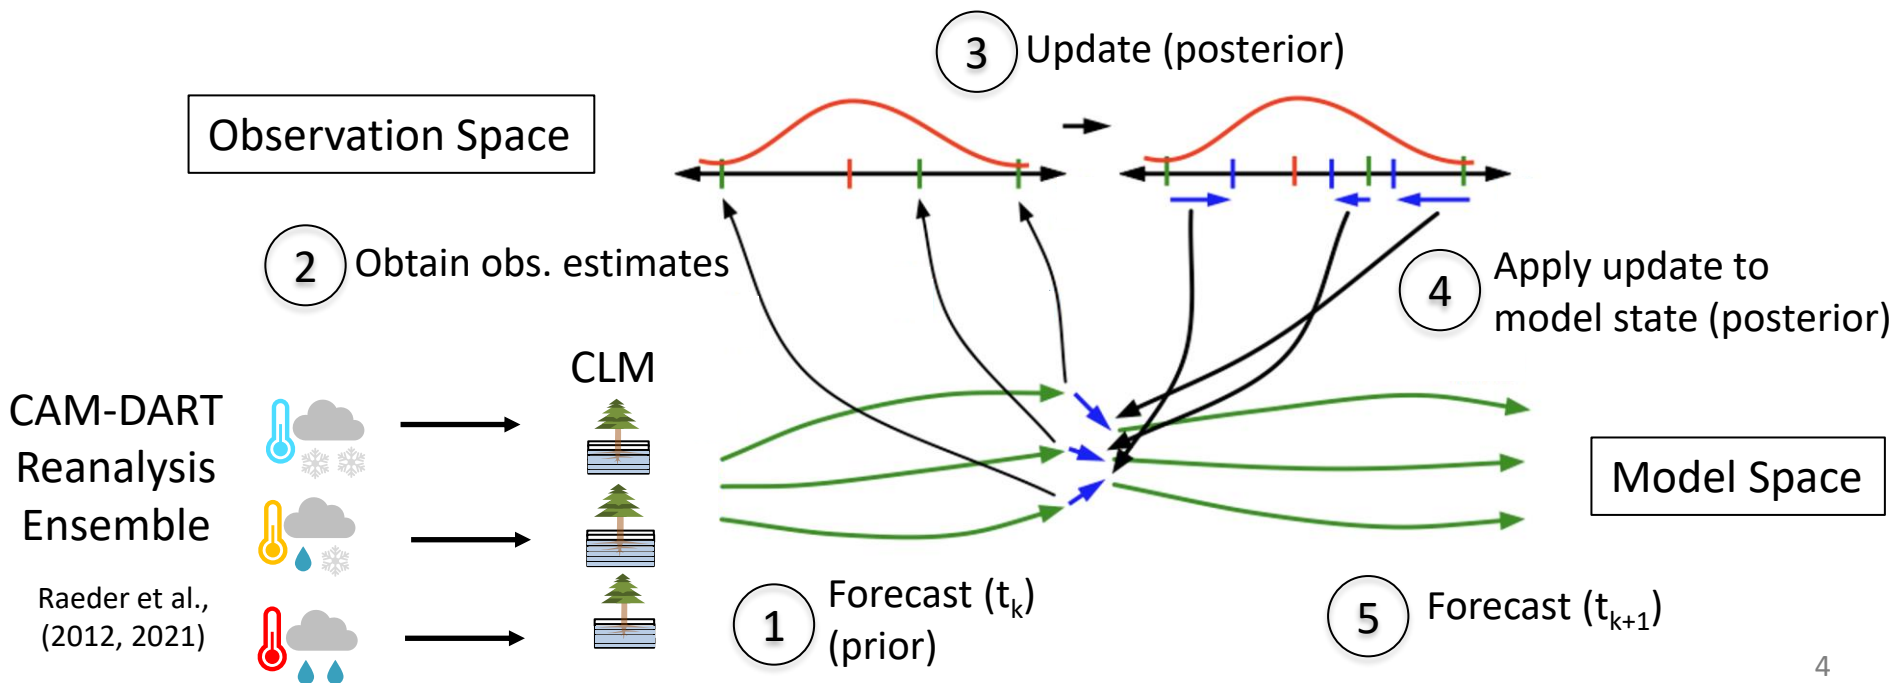 3 Update (posterior)
Observation Space
2 Obtain obs. estimates
4 Apply update to
model state (posterior)
CLM
CAM-DART
Reanalysis
Ensemble
Raeder et al.,
(2012, 2021)
Model Space
1 Forecast (tk)
(prior)
5 Forecast (tk+1)
4